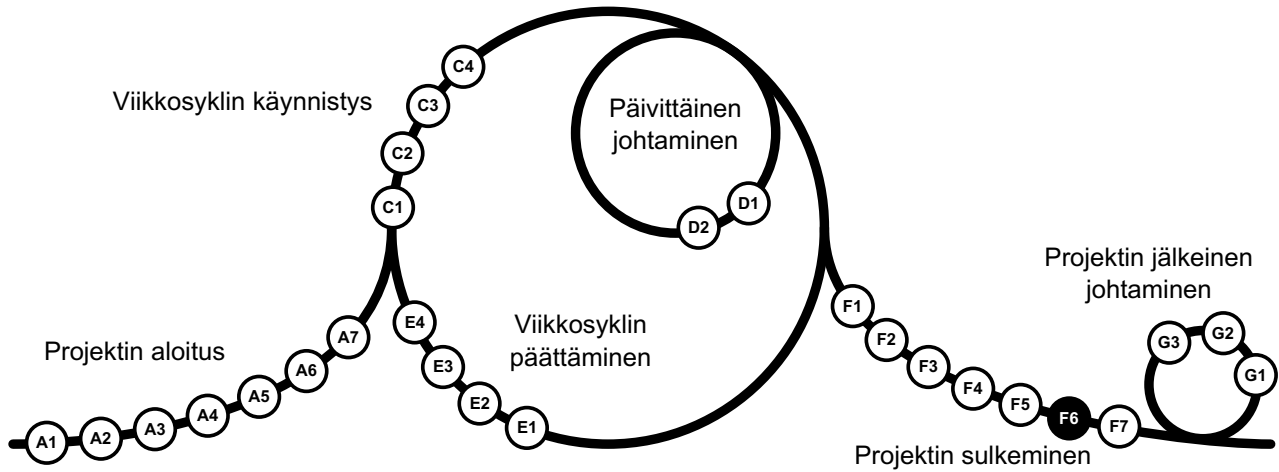 Viikkosyklin käynnistys
C4
C3
C2
C1
Päivittäinen
johtaminen
D1
D2
Projektin aloitus
A1
A2
A3
A4
A5
A6
A7
Viikkosyklin
päättäminen
E4
E3
E2
E1
Projektin sulkeminen
F1
F2
F3
F4
F5
F6
F7
Projektin jälkeinen
johtaminen
G3
G2
G1